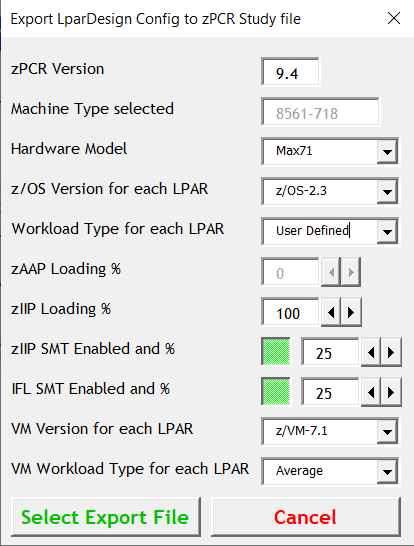 Export LparDesign Config to zPCR Study file
zPCR Version 9.4
Machine Type selected 8561-718
Hardware Model Max71
z/OS Version for each LPAR z/OS-2.3
Workload Type for each LPAR User Defined
zAAP Loading % 0
zIIP Loading % 100
zIIP SMT Enabled and % 25
IFL SMT Enabled and % 25
VM Version for each LPAR z/VM-7.1
VM Workload Type for each LPAR Average
Select Export File Cancel